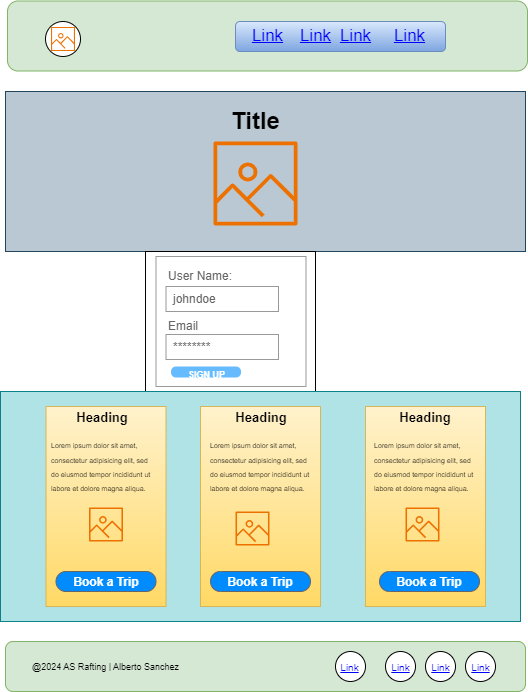 Link Link Link Link
Title
User Name:
johndoe
Email
********
SIGN UP
Heading
Lorem ipsum dolor sit amet,
consectetur adipisicing elit, sed
do eiusmod tempor incididunt ut
labore et dolore magna aliqua.
Book a Trip
Heading
Lorem ipsum dolor sit amet,
consectetur adipisicing elit, sed
do eiusmod tempor incididunt ut
labore et dolore magna aliqua.
Book a Trip
Heading
Lorem ipsum dolor sit amet,
consectetur adipisicing elit, sed
do eiusmod tempor incididunt ut
labore et dolore magna aliqua.
Book a Trip
@2024 AS Rafting | Alberto Sanchez
Link Link Link Link